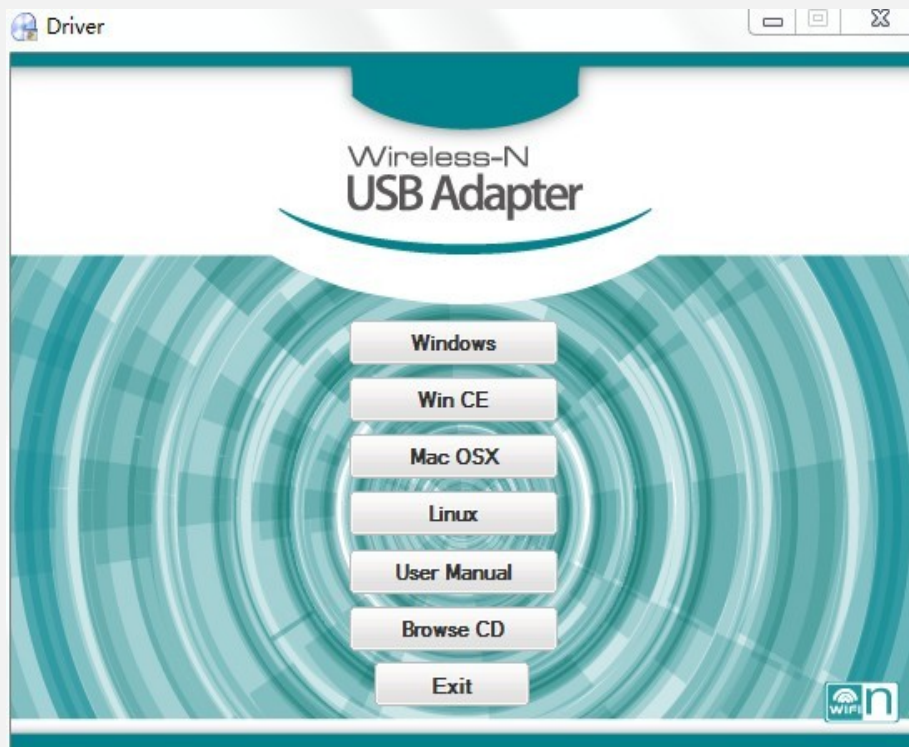 Driver
Wireless-N
USB Adapter
Windows
Win CE
Mac OSX
Linux
User Manual
Browse CD
Exit
WiFi n